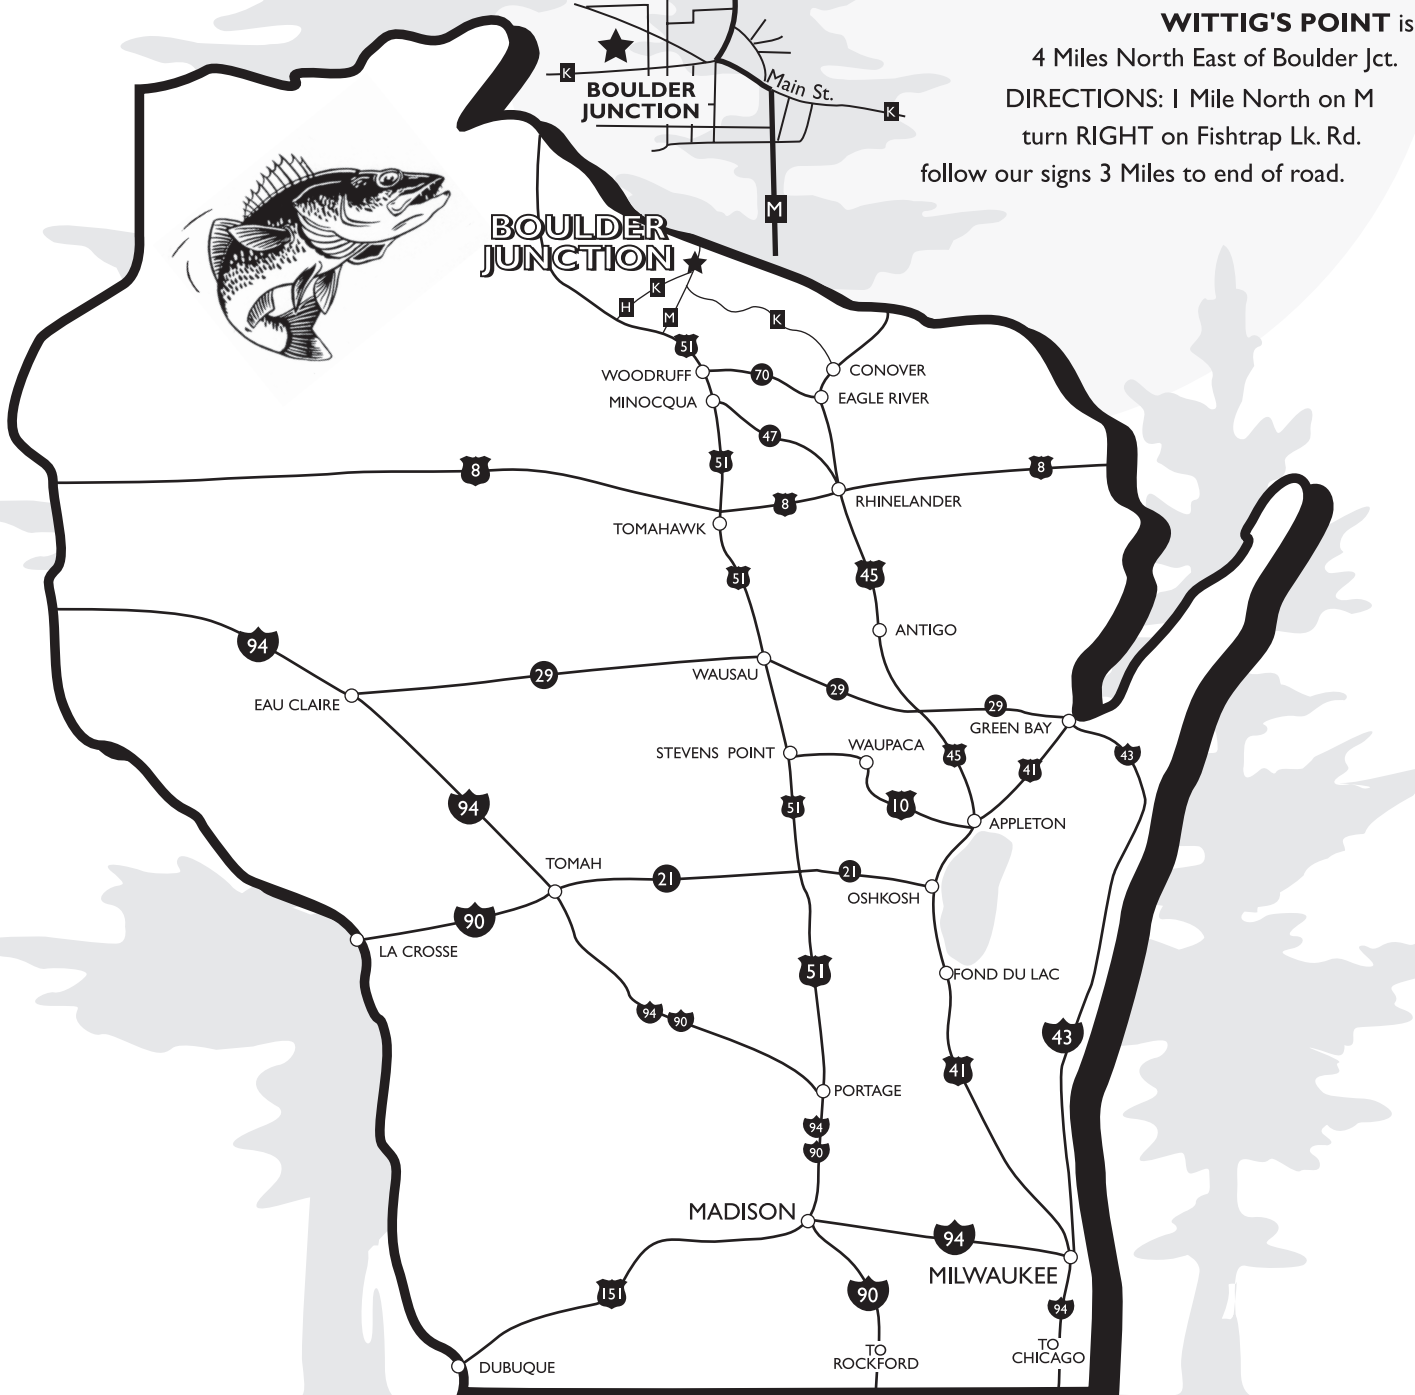 WITTIG'S POINT is
4 Miles North East of Boulder Jct.
DIRECTIONS: 1 Mile North on M
turn RIGHT on Fishtrap Lk. Rd.
follow our signs 3 Miles to end of road.
K
BOULDER
JUNCTION
Main St.
K
M
BOULDER
JUNCTION
K
H
M
K
51
WOODRUFF
70
CONOVER
MINOCQUA
EAGLE RIVER
47
51
8
8
8
RHINELANDER
TOMAHAWK
51
45
94
ANTIGO
29
WAUSAU
29
EAU CLAIRE
29
GREEN BAY
STEVENS POINT
WAUPACA
45
41
43
94
51
10
APPLETON
TOMAH
21
21
OSHKOSH
90
LA CROSSE
51
FOND DU LAC
94
90
43
41
PORTAGE
94
90
MADISON
94
MILWAUKEE
151
90
94
TO
ROCKFORD
TO
CHICAGO
DUBUQUE